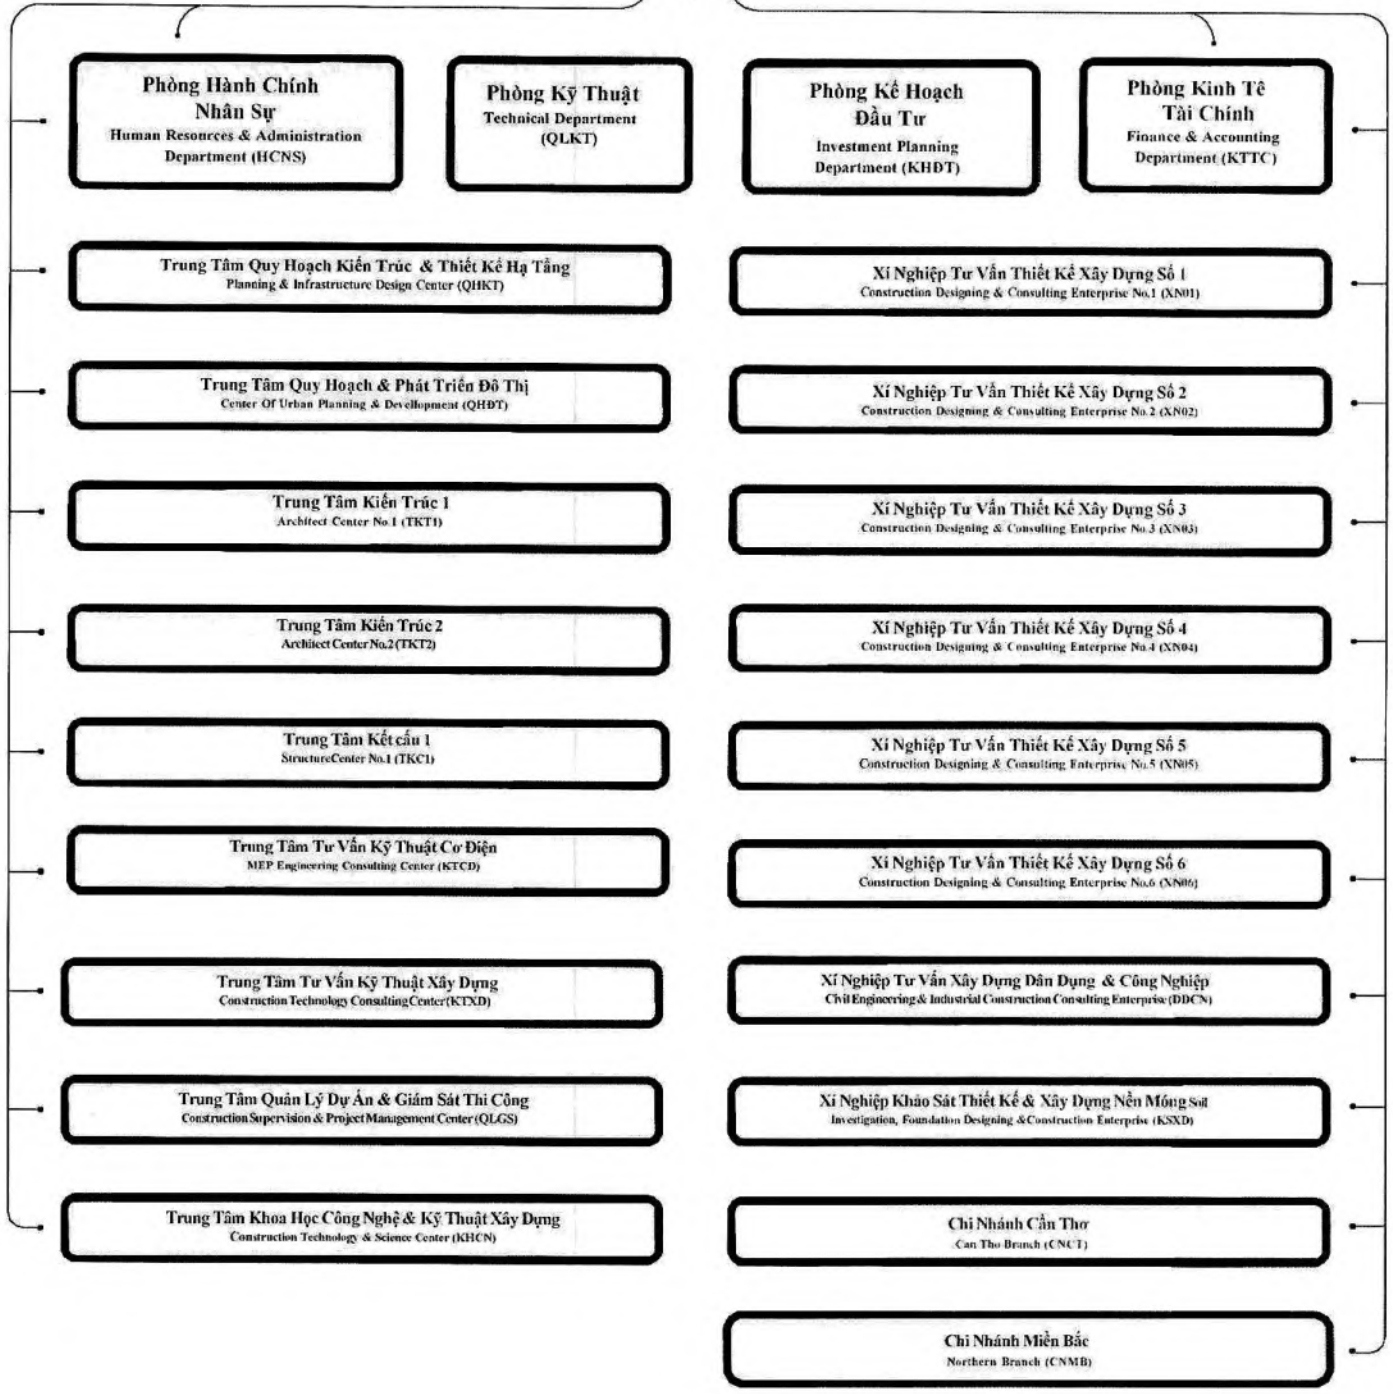 Phòng Hành Chính
Nhân Sự
Human Resources & Administration
Department (HCNS)
Phòng Kỹ Thuật
Technical Department
(QLKT)
Phòng Kế Hoạch
Đầu Tư
Investment Planning
Department (KHĐT)
Phòng Kinh Tê
Tài Chính
Finance & Accounting
Department (KTTC)
Trung Tâm Quy Hoạch Kiến Trúc & Thiết Kế Hạ Tầng
Planning & Infrastructure Design Center (QHKT)
Trung Tâm Quy Hoạch & Phát Triển Đô Thị
Center Of Urban Planning & Devellopment (QHĐT)
Trung Tâm Kiến Trúc 1
Architect Center No.1 (TKT1)
Trung Tâm Kiến Trúc 2
Architect Center No.2 (TKT2)
Trung Tâm Kết cấu 1
StructureCenter No.1 (TKC1)
Trung Tâm Tư Vấn Kỹ Thuật Cơ Điện
MEP Engineering Consulting Center (KTCD)
Trung Tâm Tư Vấn Kỹ Thuật Xây Dựng
Construction Technology Consulting Center (KTXD)
Trung Tâm Quản Lý Dự Án & Giám Sát Thi Công
Construction Supervision & Project Management Center (QLGS)
Trung Tâm Khoa Học Công Nghệ & Kỹ Thuật Xây Dựng
Construction Technology & Science Center (KHCN)
Xí Nghiệp Tư Vấn Thiết Kế Xây Dựng Số 1
Construction Designing & Consulting Enterprise No.1 (XN01)
Xí Nghiệp Tư Vấn Thiết Kế Xây Dựng Số 2
Construction Designing & Consulting Enterprise No.2 (XN02)
Xí Nghiệp Tư Vấn Thiết Kế Xây Dựng Số 3
Construction Designing & Consulting Enterprise No.3 (XN03)
Xí Nghiệp Tư Vấn Thiết Kế Xây Dựng Số 4
Construction Designing & Consulting Enterprise No.4 (XN04)
Xí Nghiệp Tư Vấn Thiết Kế Xây Dựng Số 5
Construction Designing & Consulting Enterprise No.5 (XN05)
Xí Nghiệp Tư Vấn Thiết Kế Xây Dựng Số 6
Construction Designing & Consulting Enterprise No.6 (XN06)
Xí Nghiệp Tư Vấn Xây Dựng Dân Dụng & Công Nghiệp
Civil Engineering & Industrial Construction Consulting Enterprise (DDCN)
Xí Nghiệp Khảo Sát Thiết Kế & Xây Dựng Nền Móng Soil
Investigation, Foundation Designing &Construction Enterprise (KSXD)
Chi Nhánh Cần Thơ
Can Tho Branch (CNCT)
Chi Nhánh Miền Bắc
Northern Branch (CNMB)